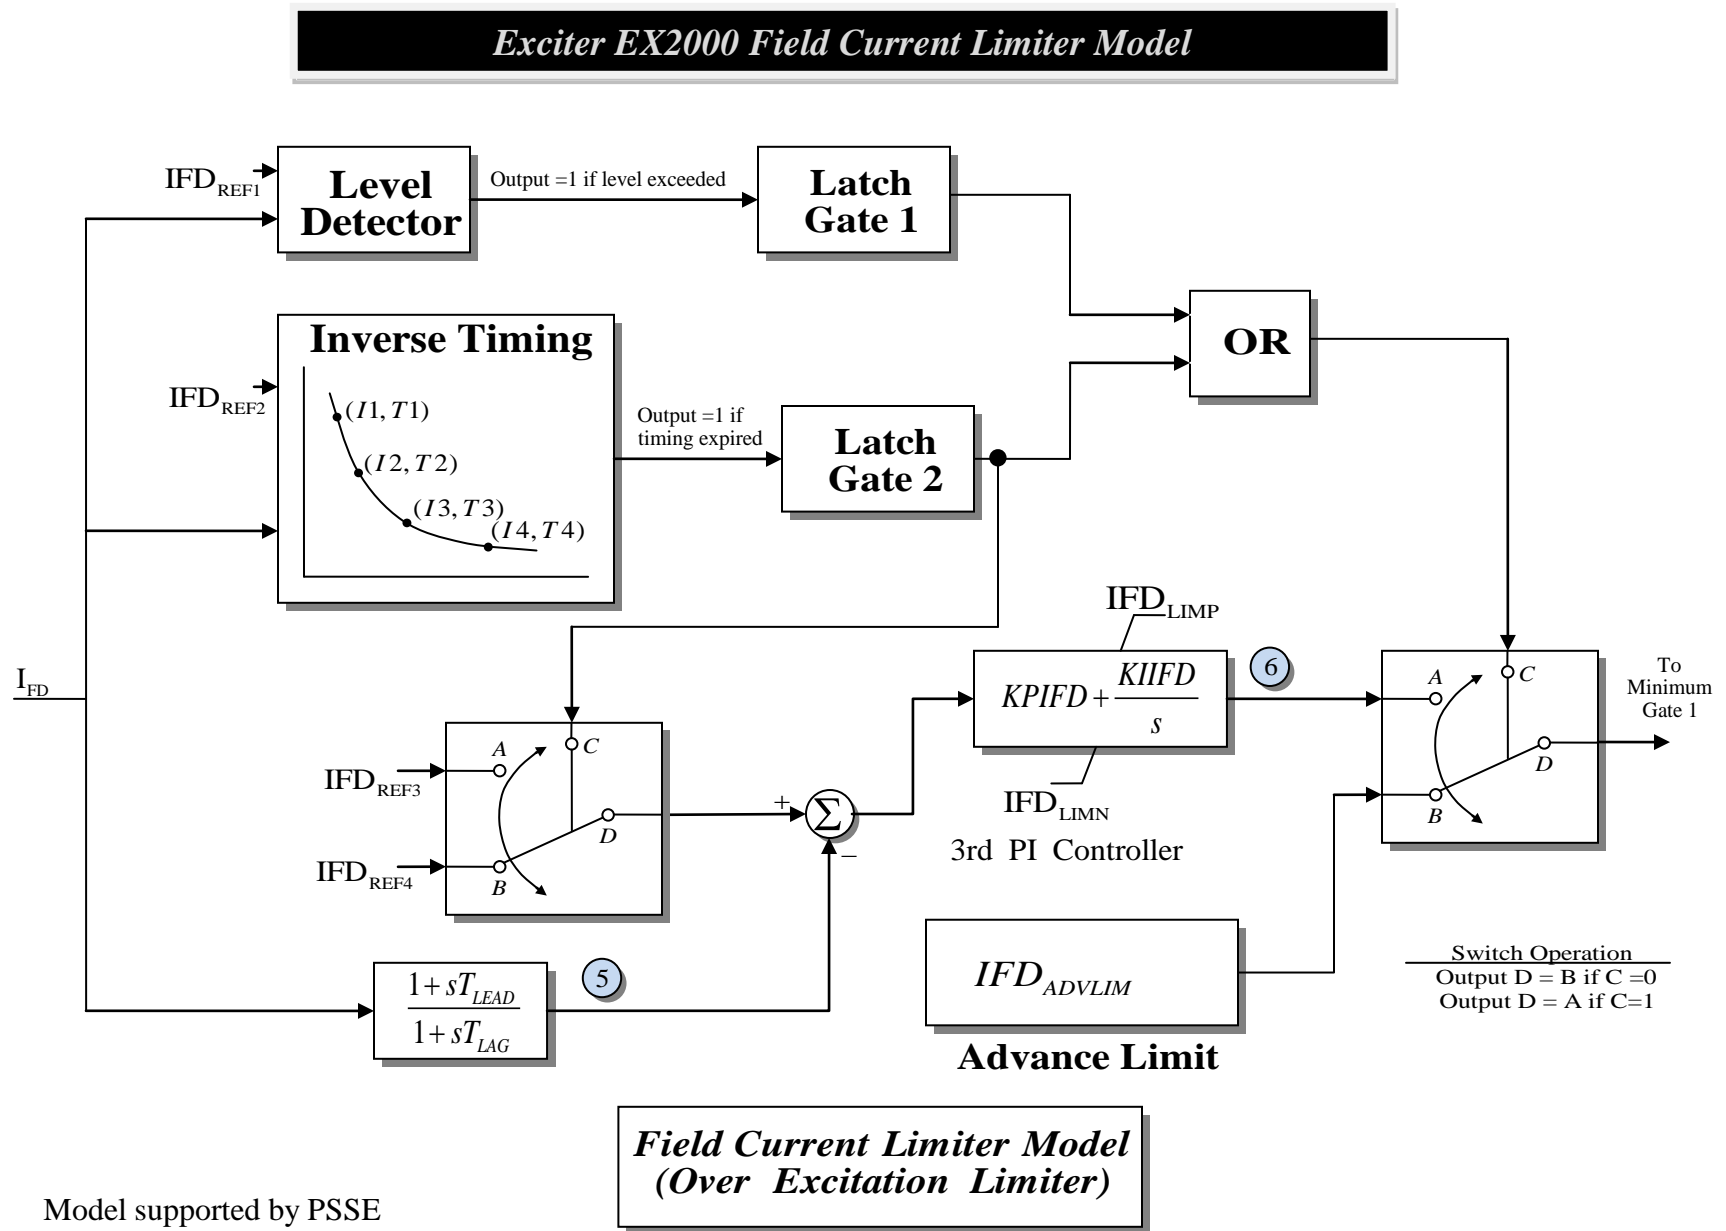 Exciter EX2000 Field Current Limiter Model
IFD REF1
Level
Detector
Output =1 if level exceeded
Latch
Gate 1
Inverse Timing
IFD REF2
(I1,T1)
(I2,T2)
(I3,T3)
(I4,T4)
Output =1 if
timing expired
Latch
Gate 2
OR
I FD
IFD REF3
IFD REF4
A
B
C
D
+
Σ
−
IFD LIMP
KPIFD + KIIFD / s
IFD LIMN
3rd PI Controller
6
A
B
C
D
To
Minimum
Gate 1
1+sT LEAD
1+sT LAG
5
IFD ADVLIM
Advance Limit
Switch Operation
Output D = B if C =0
Output D = A if C=1
Field Current Limiter Model
(Over Excitation Limiter)
Model supported by PSSE